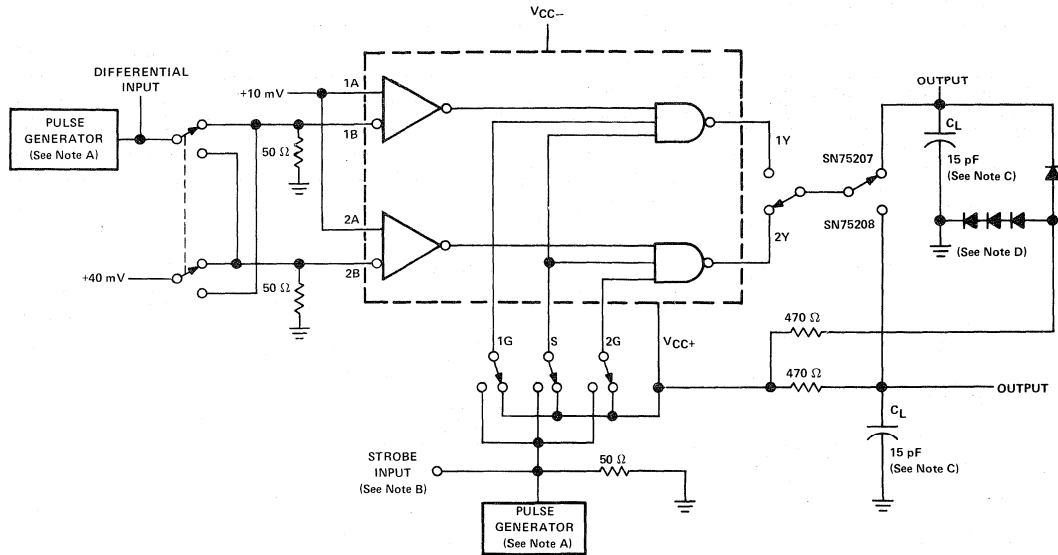 VCC−
DIFFERENTIAL
INPUT
PULSE
GENERATOR
(See Note A)
+10 mV
1A
1B
50 Ω
2A
2B
+40 mV
50 Ω
1Y
2Y
SN75207
SN75208
OUTPUT
CL
15 pF
(See Note C)
(See Note D)
1G
S
2G
VCC+
470 Ω
470 Ω
OUTPUT
CL
15 pF
(See Note C)
STROBE
INPUT
(See Note B)
50 Ω
PULSE
GENERATOR
(See Note A)